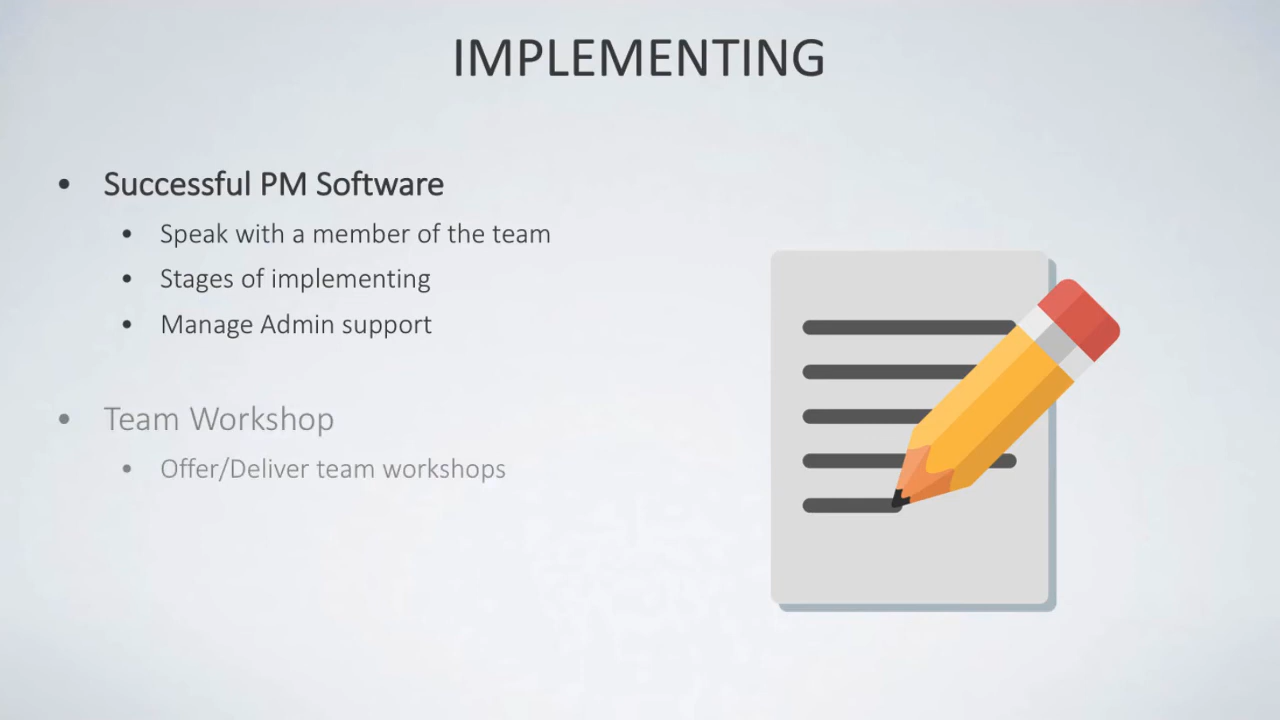 IMPLEMENTING
• Successful PM Software
• Speak with a member of the team
• Stages of implementing
• Manage Admin support
• Team Workshop
• Offer/Deliver team workshops